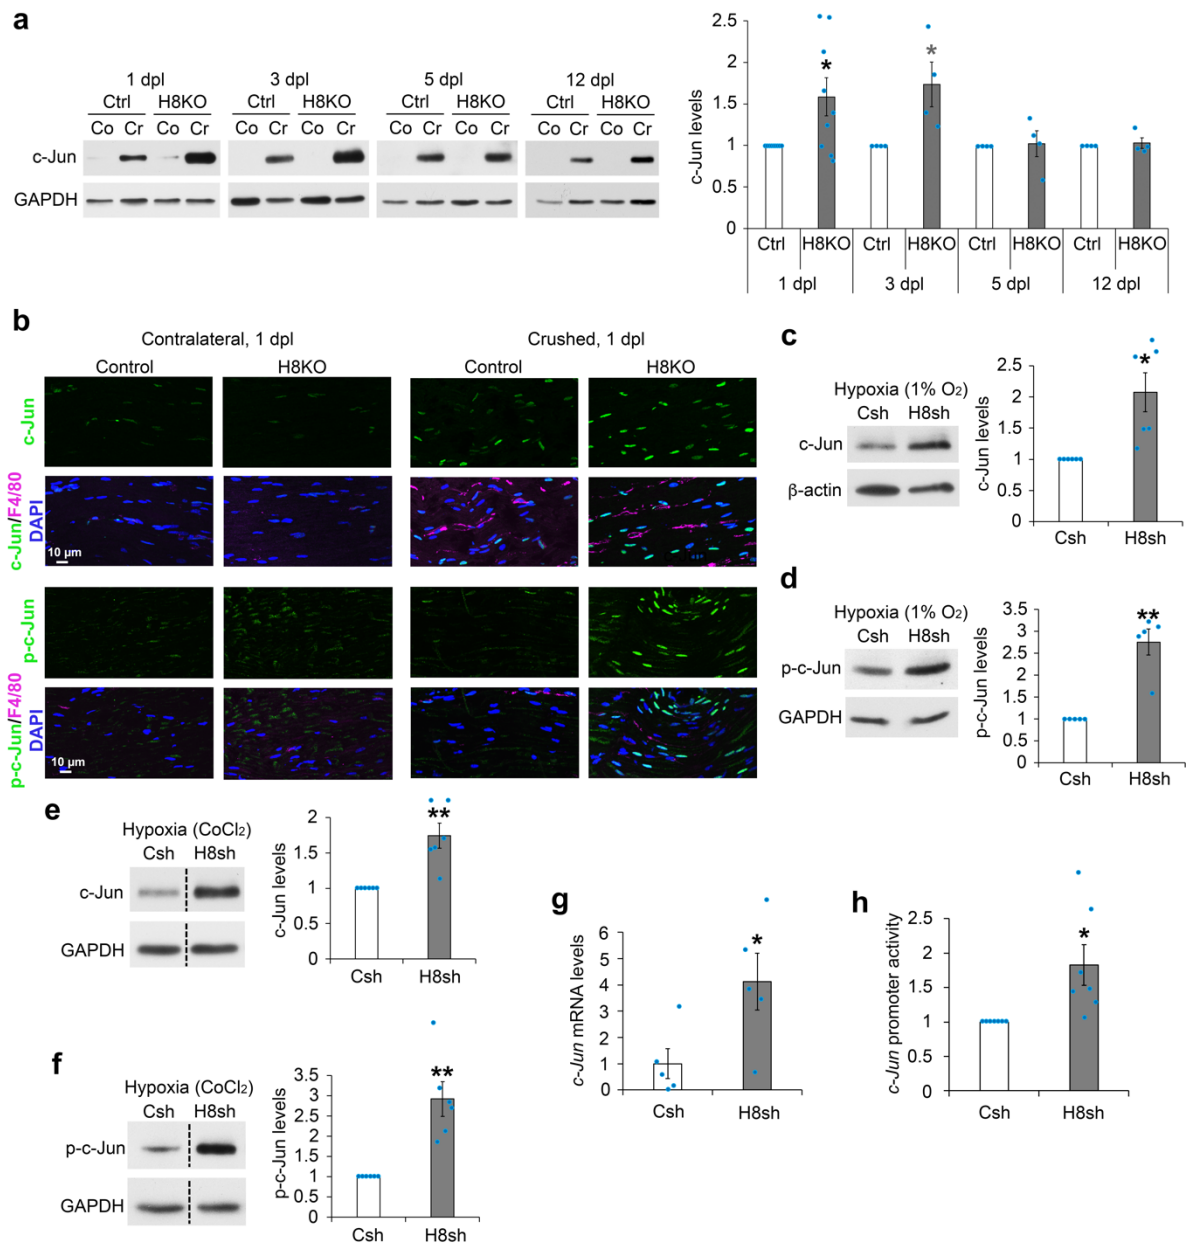 a
1 dpl 3 dpl 5 dpl 12 dpl
Ctrl H8KO Ctrl H8KO Ctrl H8KO Ctrl H8KO
Co Cr Co Cr Co Cr Co Cr Co Cr Co Cr Co Cr Co Cr
c-Jun
GAPDH
c-Jun levels
2.5
2
1.5
1
0.5
0
* *
Ctrl H8KO Ctrl H8KO Ctrl H8KO Ctrl H8KO
1 dpl 3 dpl 5 dpl 12 dpl
b
Contralateral, 1 dpl Crushed, 1 dpl
Control H8KO Control H8KO
c-Jun
c-Jun/F4/80
DAPI
10 µm
p-c-Jun
p-c-Jun/F4/80
DAPI
10 µm
c
Hypoxia (1% O2)
Csh H8sh
c-Jun
β-actin
c-Jun levels
2.5
2
1.5
1
0.5
0
*
Csh H8sh
d
Hypoxia (1% O2)
Csh H8sh
p-c-Jun
GAPDH
p-c-Jun levels
3.5
3
2.5
2
1.5
1
0.5
0
**
Csh H8sh
e
Hypoxia (CoCl2)
Csh H8sh
c-Jun
GAPDH
c-Jun levels
2
1.5
1
0.5
0
**
Csh H8sh
f
Hypoxia (CoCl2)
Csh H8sh
p-c-Jun
GAPDH
p-c-Jun levels
3.5
3
2.5
2
1.5
1
0.5
0
**
Csh H8sh
g
c-Jun mRNA levels
6
5
4
3
2
1
0
*
Csh H8sh
h
c-Jun promoter activity
2.5
2
1.5
1
0.5
0
*
Csh H8sh